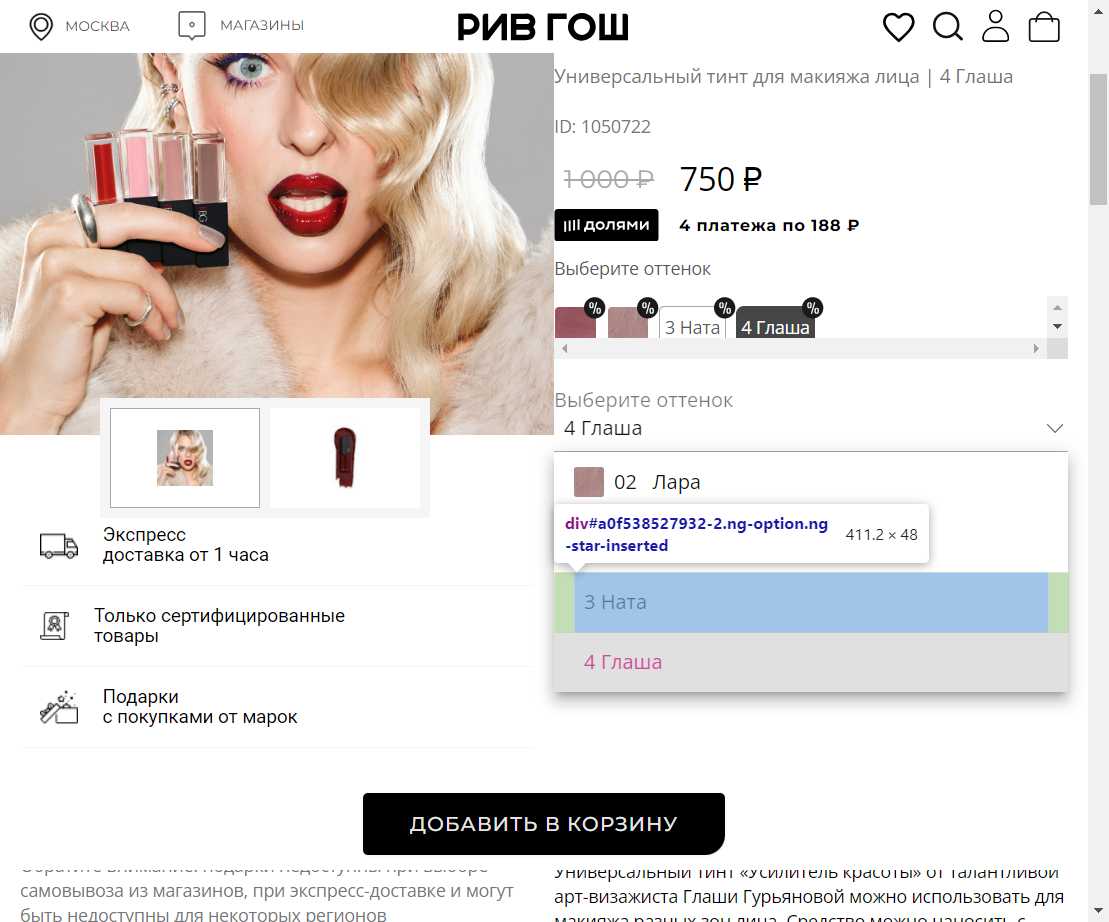 МОСКВА
МАГАЗИНЫ
РИВ ГОШ
Универсальный тинт для макияжа лица | 4 Глаша
ID: 1050722
1 000 ₽ 750 ₽
долями 4 платежа по 188 ₽
Выберите оттенок
% % % %
3 Ната 4 Глаша
Выберите оттенок
4 Глаша
02 Лара
div#a0f538527932-2.ng-option.ng
-star-inserted
411.2 × 48
3 Ната
4 Глаша
Экспресс
доставка от 1 часа
Только сертифицированные
товары
Подарки
с покупками от марок
ДОБАВИТЬ В КОРЗИНУ
Обратите внимание: подарки недоступны при выборе
самовывоза из магазинов, при экспресс-доставке и могут
быть недоступны для некоторых регионов
Универсальный тинт «Усилитель красоты» от талантливой
арт-визажиста Глаши Гурьяновой можно использовать для
макияжа разных зон лица. Средство можно наносить с